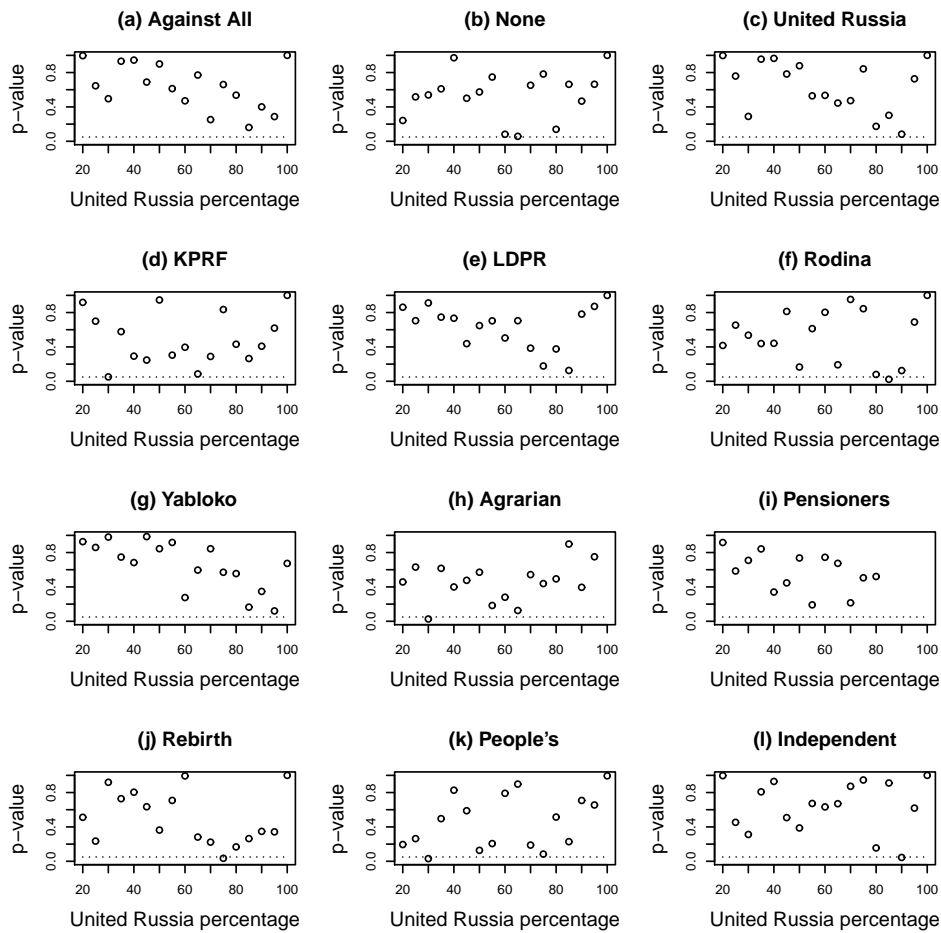 (a) Against All
p−value
0.0 0.4 0.8
20 40 60 80 100
United Russia percentage
(b) None
p−value
0.0 0.4 0.8
20 40 60 80 100
United Russia percentage
(c) United Russia
p−value
0.0 0.4 0.8
20 40 60 80 100
United Russia percentage
(d) KPRF
p−value
0.0 0.4 0.8
20 40 60 80 100
United Russia percentage
(e) LDPR
p−value
0.0 0.4 0.8
20 40 60 80 100
United Russia percentage
(f) Rodina
p−value
0.0 0.4 0.8
20 40 60 80 100
United Russia percentage
(g) Yabloko
p−value
0.0 0.4 0.8
20 40 60 80 100
United Russia percentage
(h) Agrarian
p−value
0.0 0.4 0.8
20 40 60 80 100
United Russia percentage
(i) Pensioners
p−value
0.0 0.4 0.8
20 40 60 80 100
United Russia percentage
(j) Rebirth
p−value
0.0 0.4 0.8
20 40 60 80 100
United Russia percentage
(k) People's
p−value
0.0 0.4 0.8
20 40 60 80 100
United Russia percentage
(l) Independent
p−value
0.0 0.4 0.8
20 40 60 80 100
United Russia percentage